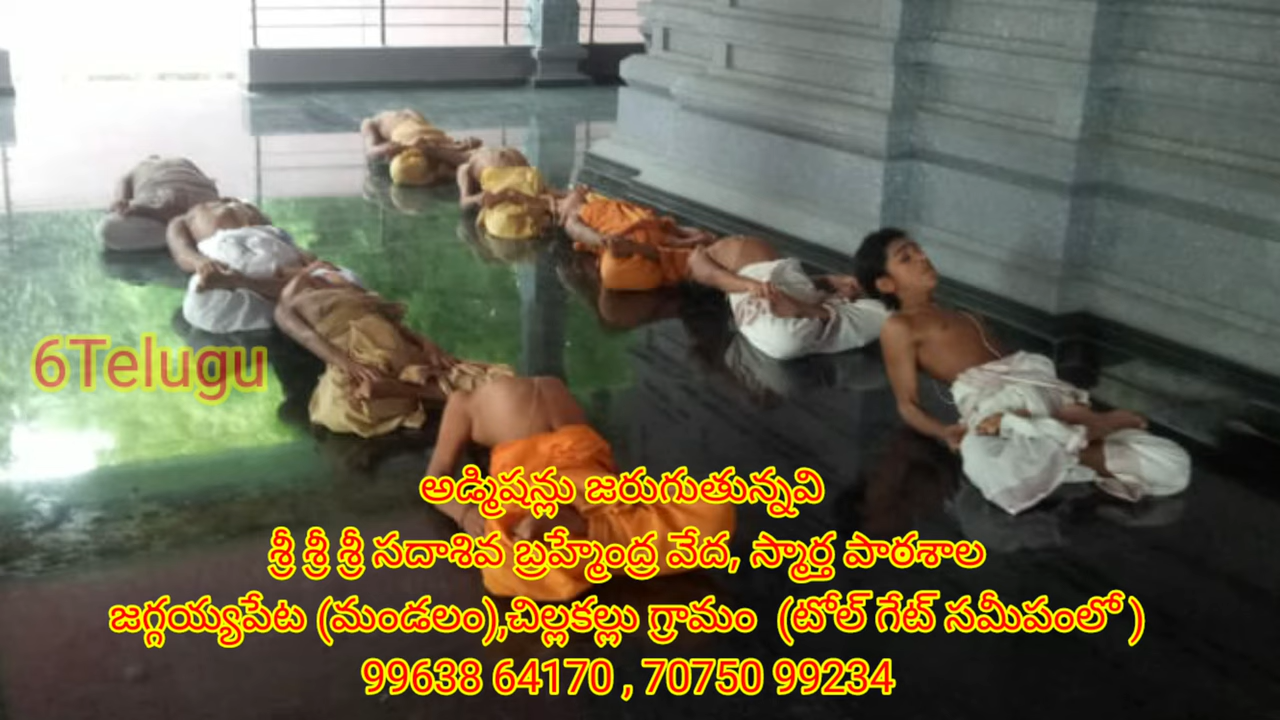 6Telugu
అడ్మిషన్లు జరుగుతున్నవి
శ్రీ శ్రీ శ్రీ సదాశివ బ్రహ్మేంద్ర వేద, స్మార్త పాఠశాల
జగ్గయ్యపేట (మండలం),చిల్లకల్లు గ్రామం (టోల్ గేట్ సమీపంలో )
99638 64170 , 70750 99234